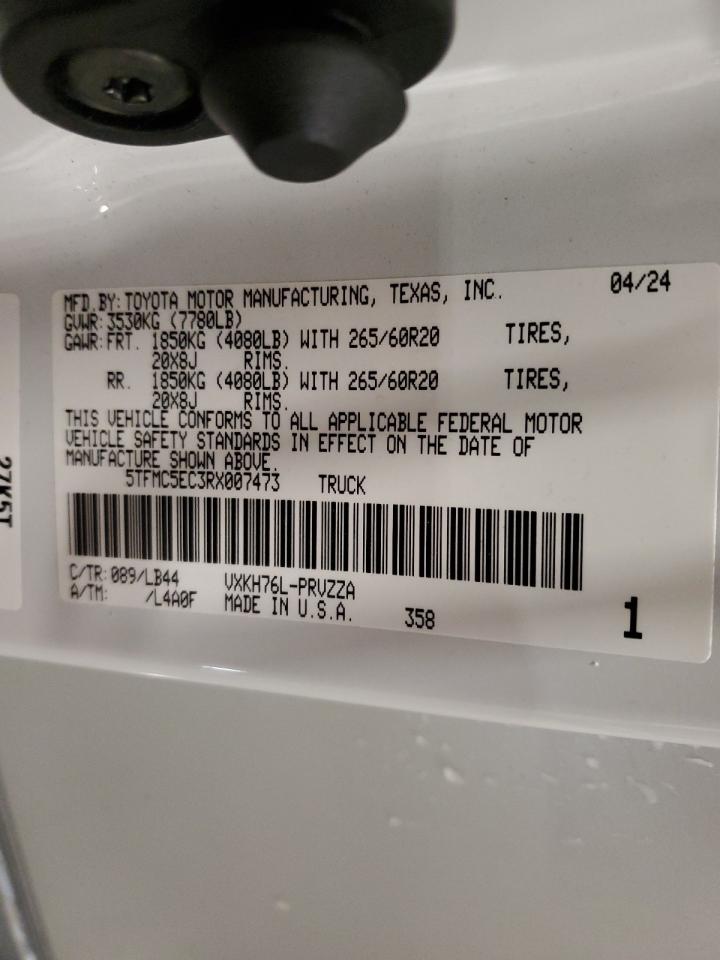 MFD. BY: TOYOTA MOTOR MANUFACTURING, TEXAS, INC. 04/24
GVWR: 3530KG (7780LB)
GAWR: FRT. 1850KG (4080LB) WITH 265/60R20 TIRES,
20X8J RIMS.
RR. 1850KG (4080LB) WITH 265/60R20 TIRES,
20X8J RIMS.
THIS VEHICLE CONFORMS TO ALL APPLICABLE FEDERAL MOTOR
VEHICLE SAFETY STANDARDS IN EFFECT ON THE DATE OF
MANUFACTURE SHOWN ABOVE.
5TFMC5EC3RX007473 TRUCK
C/TR: 089/LB44 VXKH76L-PRVZZA
A/TM: /L4A0F MADE IN U.S.A. 358 1